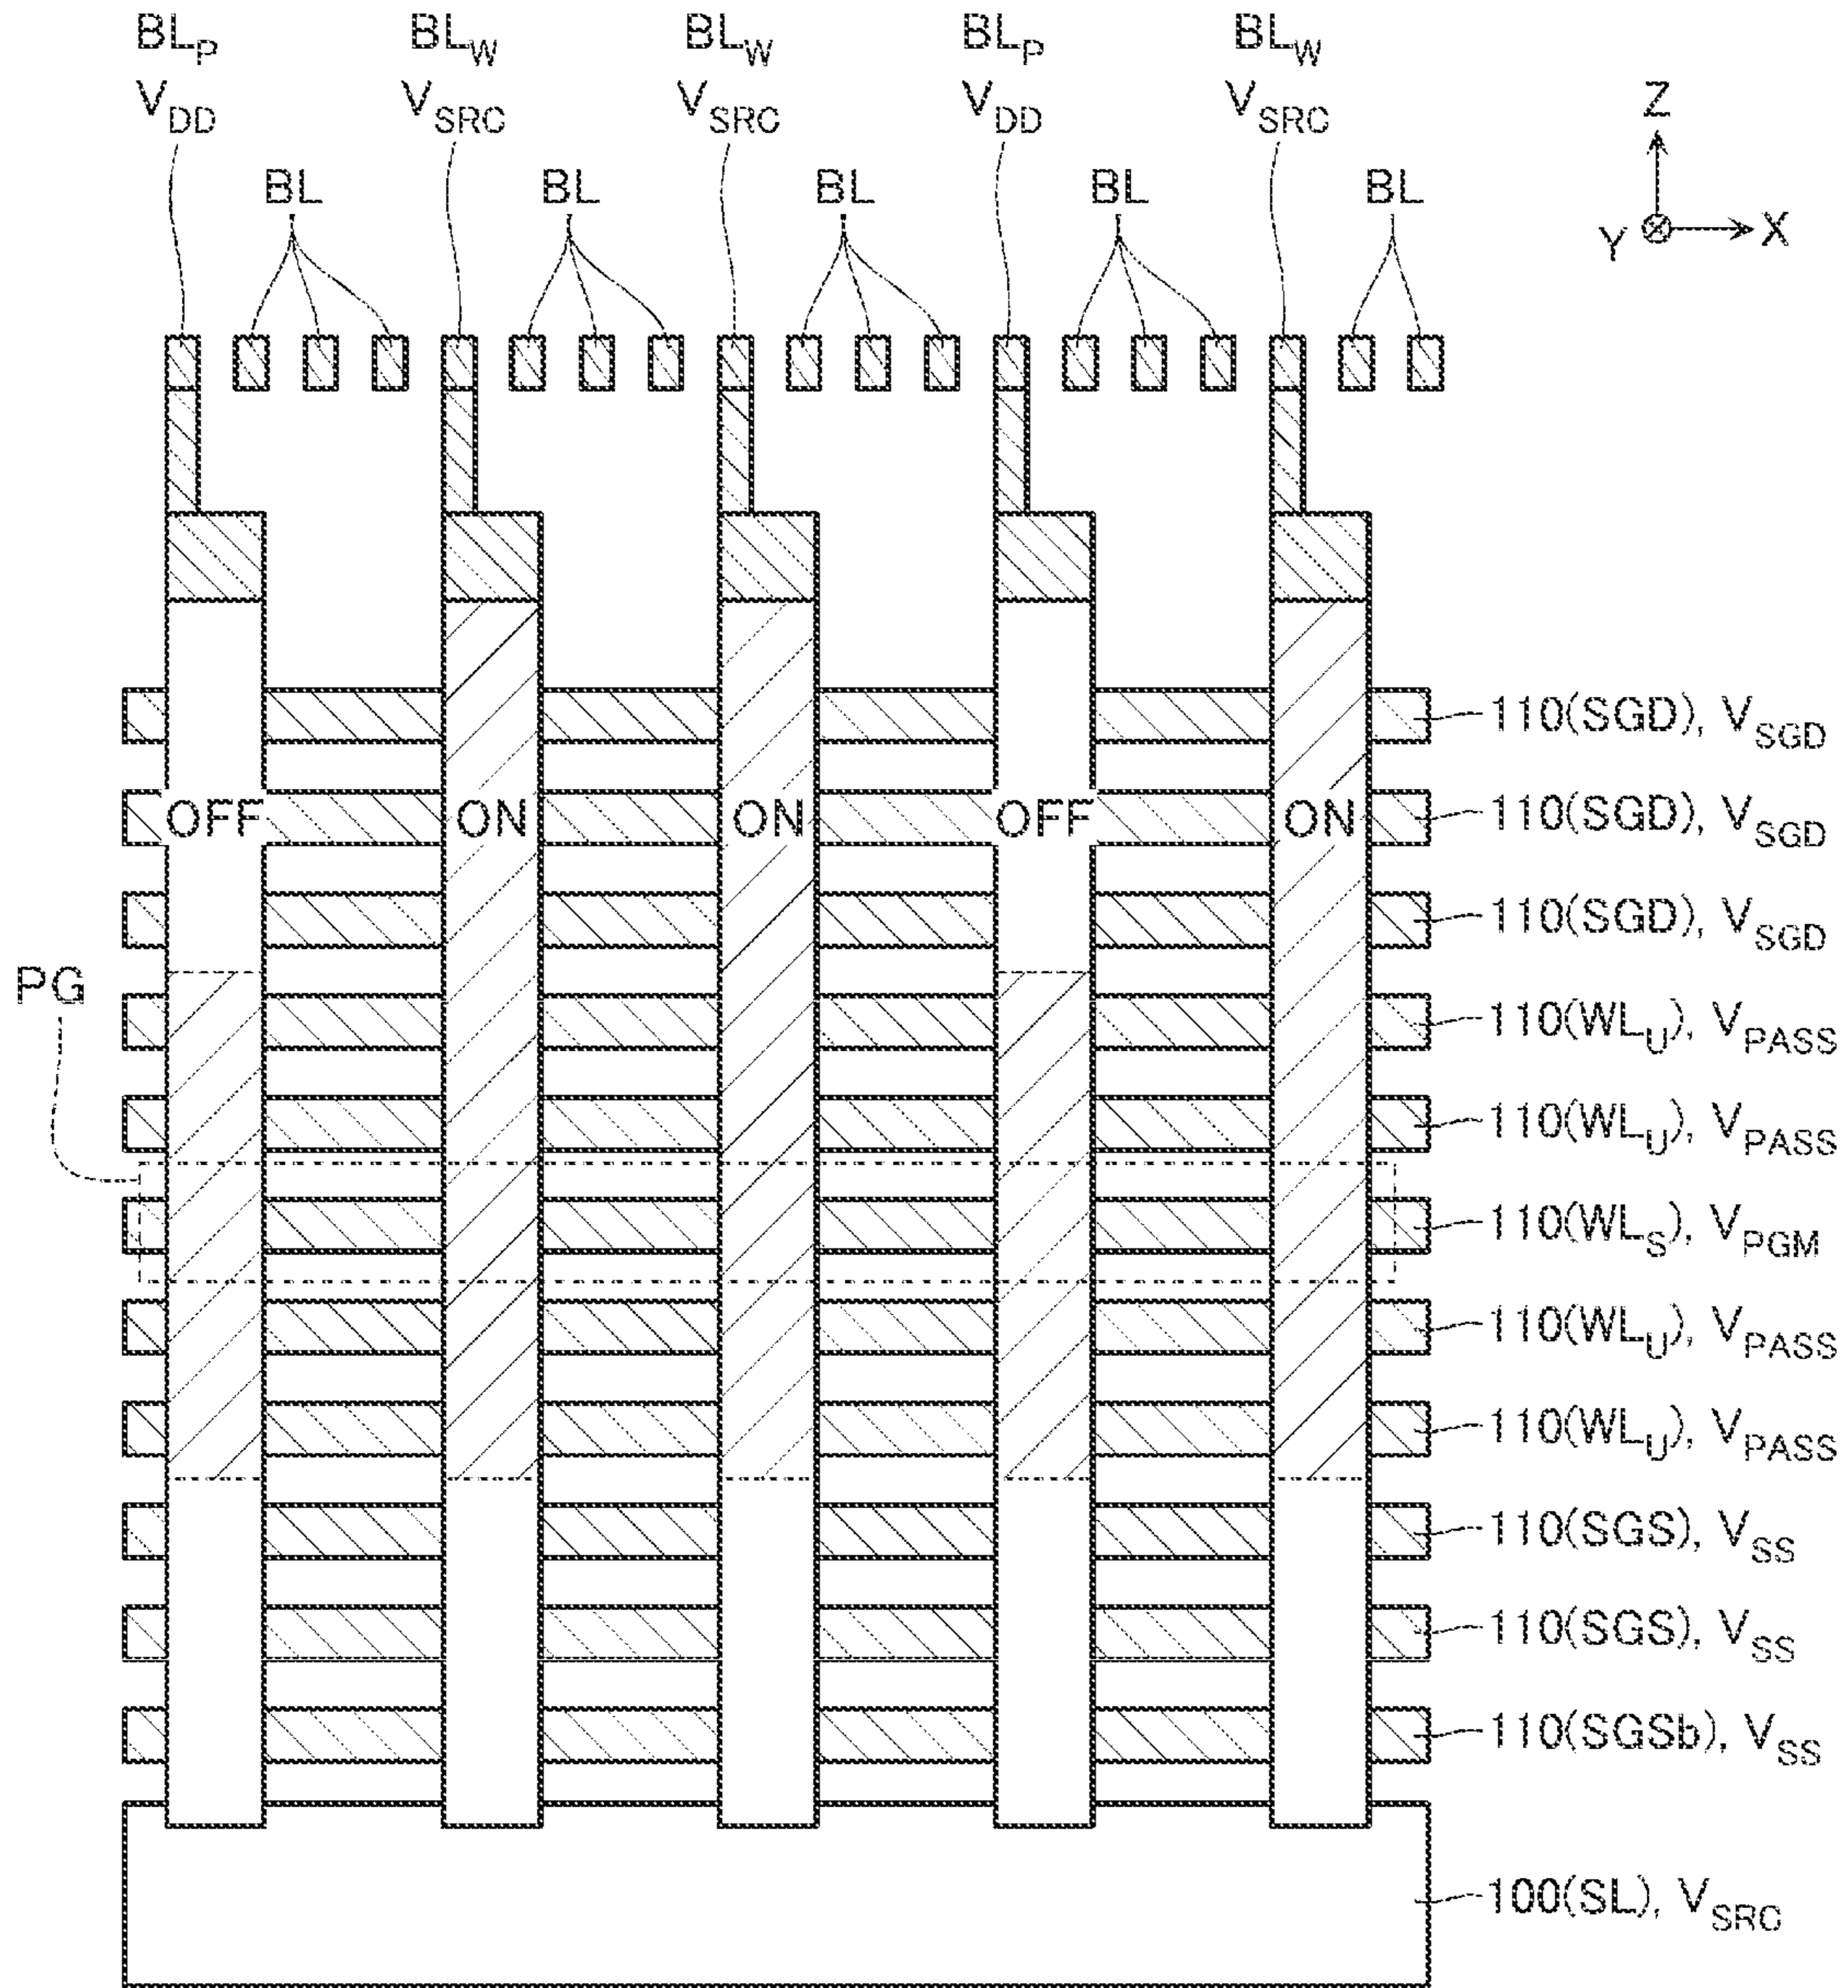 BLP BLW BLW BLP BLW
VDD VSRC VSRC VDD VSRC
Z
BL BL BL BL BL
Y X
110(SGD), VSGD
OFF ON ON OFF ON 110(SGD), VSGD
110(SGD), VSGD
PG
110(WLU), VPASS
110(WLU), VPASS
110(WLS), VPGM
110(WLU), VPASS
110(WLU), VPASS
110(SGS), VSS
110(SGS), VSS
110(SGSb), VSS
100(SL), VSRC